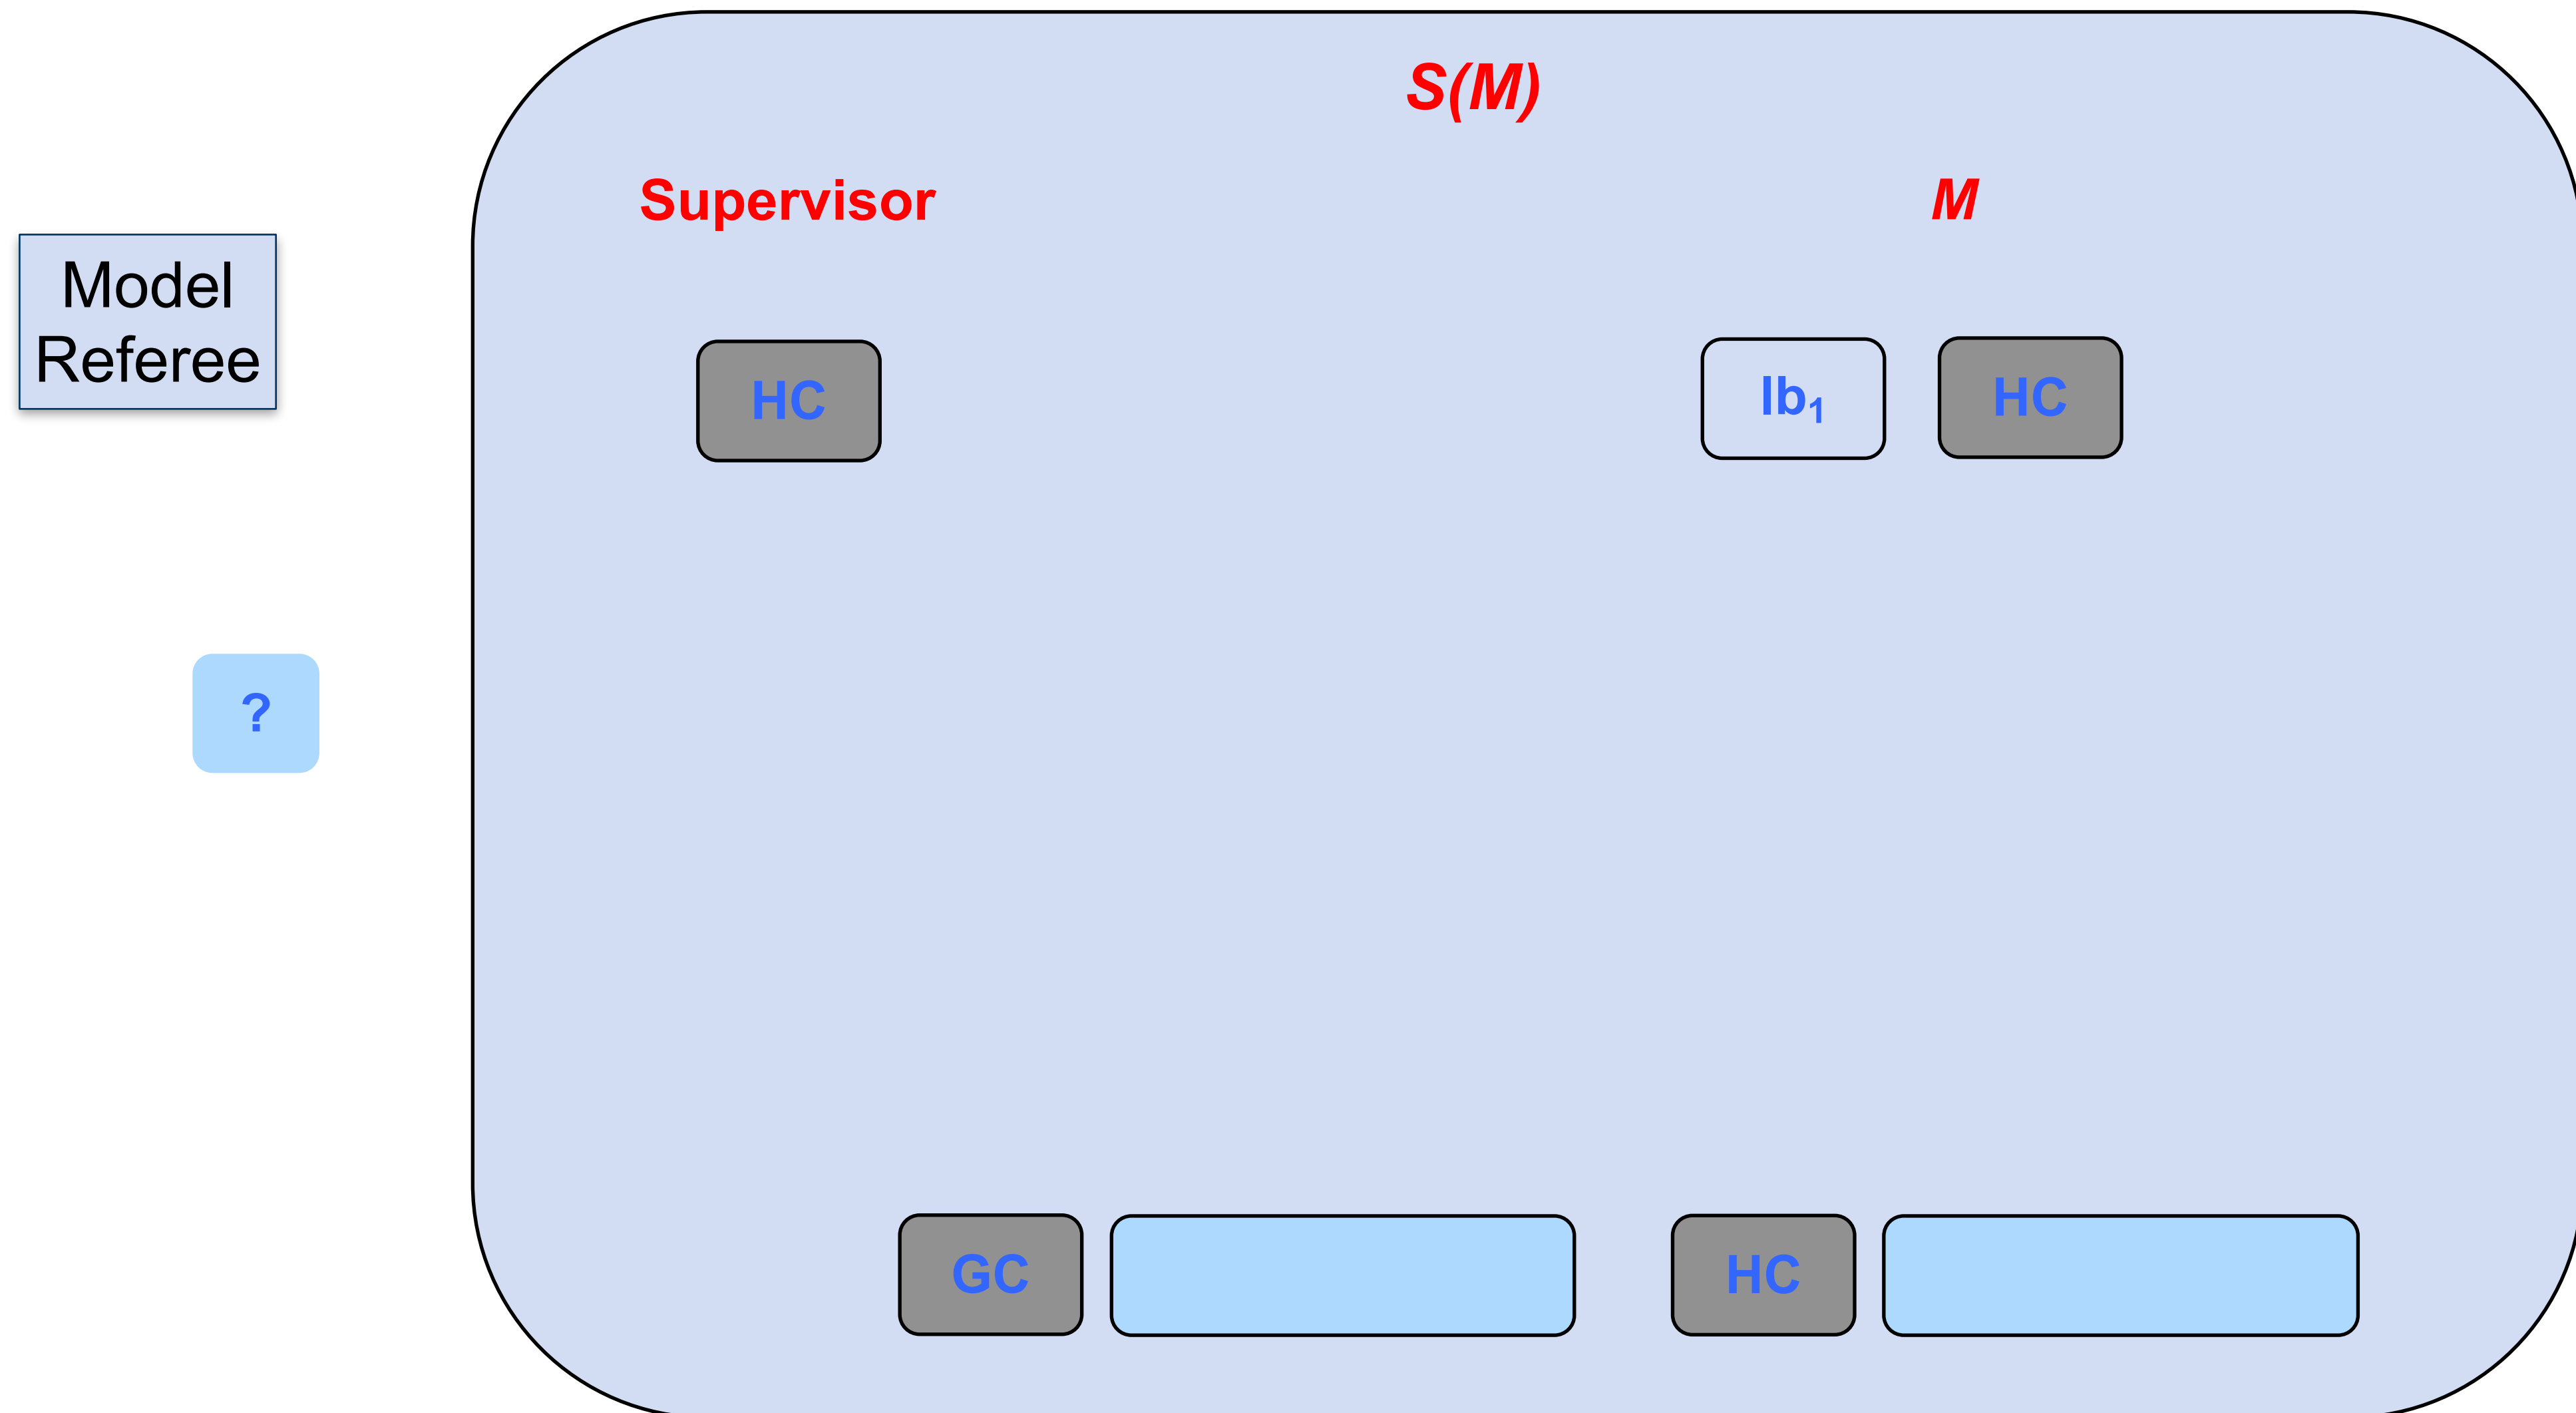 S(M)
Supervisor
M
Model
Referee
HC
Ib₁
HC
?
GC
HC